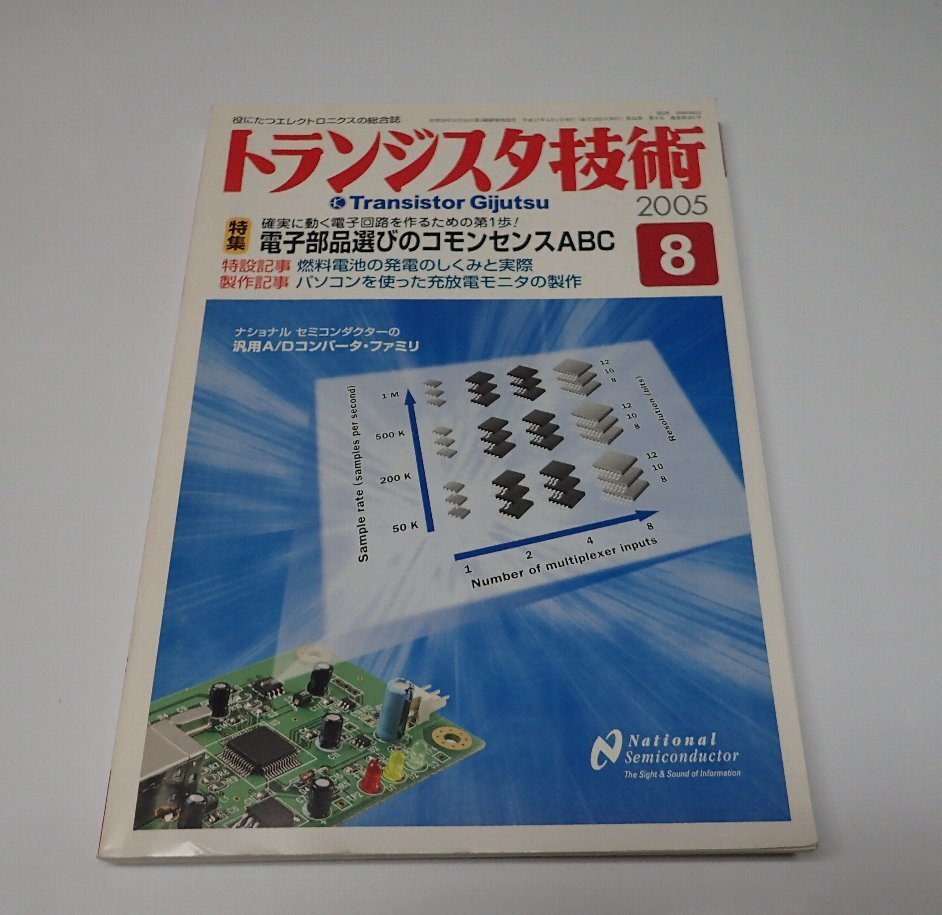 役にたつエレクトロニクスの総合誌
トランジスタ技術
Transistor Gijutsu
2005
8
特集
確実に動く電子回路を作るための第1歩!
電子部品選びのコモンセンスABC
特設記事 燃料電池の発電のしくみと実際
製作記事 パソコンを使った充放電モニタの製作
ナショナル セミコンダクターの
汎用A/Dコンバータ・ファミリ
Sample rate (samples per second)
1 M
500 K
200 K
50 K
12
10
8
12
10
8
12
10
8
Resolution (bits)
1 2 4 8
Number of multiplexer inputs
National
Semiconductor
The Sight & Sound of Information